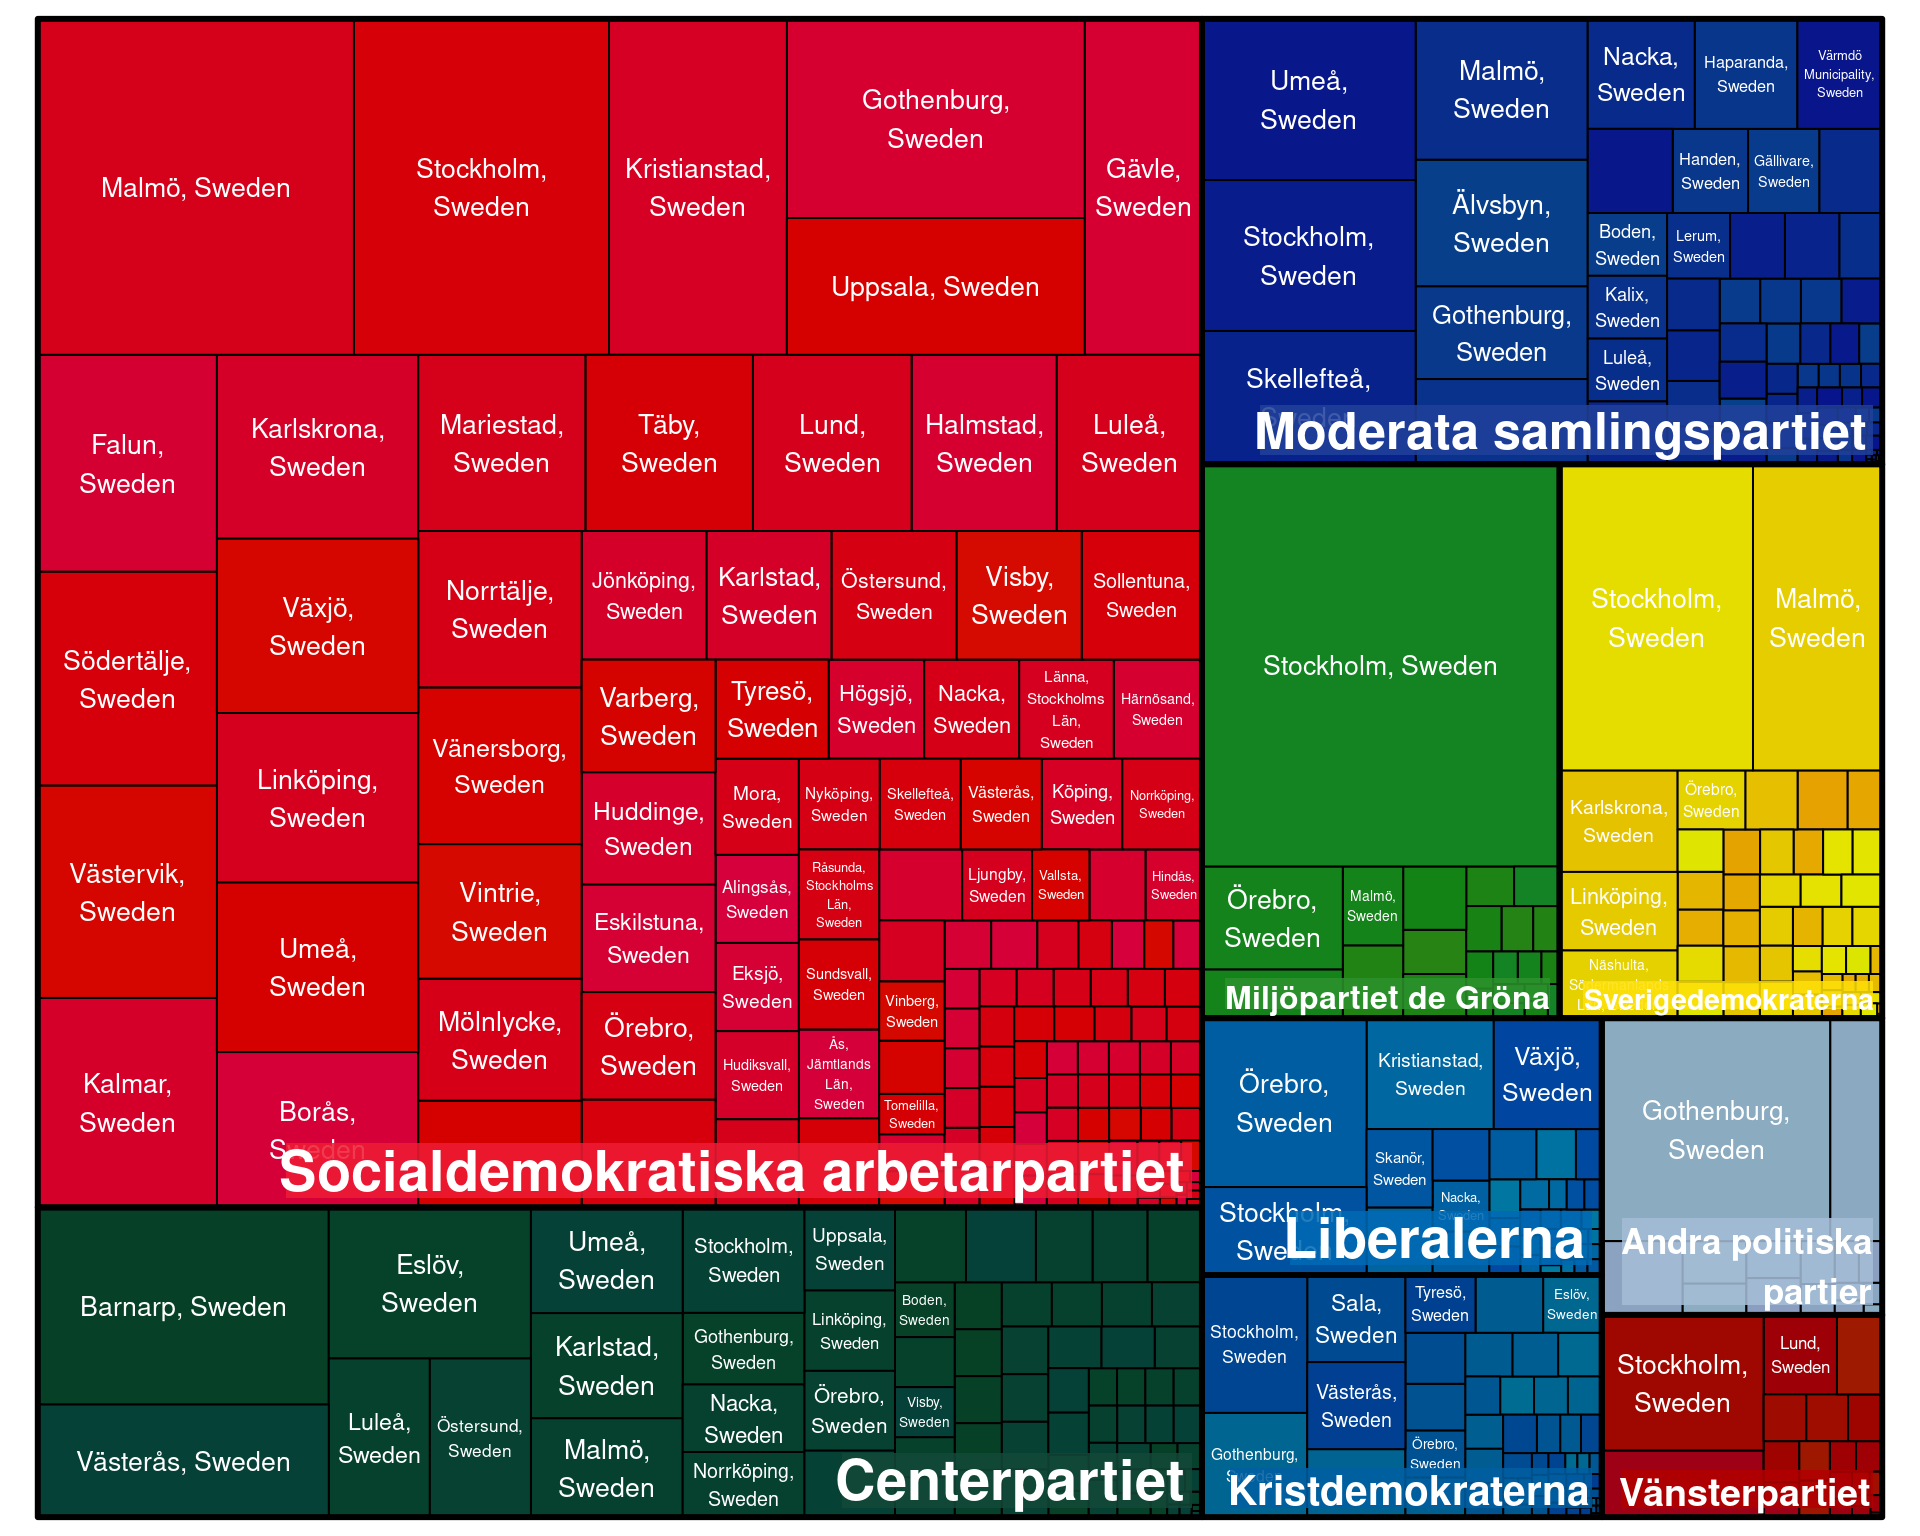 Malmö, Sweden
Stockholm,
Sweden
Kristianstad,
Sweden
Gothenburg,
Sweden
Uppsala, Sweden
Gävle,
Sweden
Falun,
Sweden
Södertälje,
Sweden
Västervik,
Sweden
Kalmar,
Sweden
Karlskrona,
Sweden
Växjö,
Sweden
Linköping,
Sweden
Umeå,
Sweden
Borås,
Sweden
Mariestad,
Sweden
Täby,
Sweden
Lund,
Sweden
Halmstad,
Sweden
Luleå,
Sweden
Norrtälje,
Sweden
Vänersborg,
Sweden
Vintrie,
Sweden
Mölnlycke,
Sweden
Jönköping,
Sweden
Karlstad,
Sweden
Östersund,
Sweden
Visby,
Sweden
Sollentuna,
Sweden
Varberg,
Sweden
Huddinge,
Sweden
Eskilstuna,
Sweden
Örebro,
Sweden
Tyresö,
Sweden
Högsjö,
Sweden
Nacka,
Sweden
Länna,
Stockholms
Län,
Sweden
Härnösand,
Sweden
Mora,
Sweden
Nyköping,
Sweden
Skellefteå,
Sweden
Västerås,
Sweden
Köping,
Sweden
Norrköping,
Sweden
Alingsås,
Sweden
Eksjö,
Sweden
Hudiksvall,
Sweden
Råsunda,
Stockholms
Län,
Sweden
Sundsvall,
Sweden
Ås,
Jämtlands
Län,
Sweden
Ljungby,
Sweden
Vallsta,
Sweden
Hindås,
Sweden
Vinberg,
Sweden
Tomelilla,
Sweden
Socialdemokratiska arbetarpartiet
Barnarp, Sweden
Västerås, Sweden
Eslöv,
Sweden
Luleå,
Sweden
Östersund,
Sweden
Umeå,
Sweden
Karlstad,
Sweden
Malmö,
Sweden
Stockholm,
Sweden
Gothenburg,
Sweden
Nacka,
Sweden
Norrköping,
Sweden
Uppsala,
Sweden
Linköping,
Sweden
Örebro,
Sweden
Boden,
Sweden
Visby,
Sweden
Centerpartiet
Umeå,
Sweden
Stockholm,
Sweden
Skellefteå,
Sweden
Malmö,
Sweden
Älvsbyn,
Sweden
Gothenburg,
Sweden
Nacka,
Sweden
Haparanda,
Sweden
Värmdö
Municipality,
Sweden
Handen,
Sweden
Gällivare,
Sweden
Boden,
Sweden
Lerum,
Sweden
Kalix,
Sweden
Luleå,
Sweden
Moderata samlingspartiet
Stockholm, Sweden
Örebro,
Sweden
Malmö,
Sweden
Miljöpartiet de Gröna
Stockholm,
Sweden
Malmö,
Sweden
Karlskrona,
Sweden
Örebro,
Sweden
Linköping,
Sweden
Näshulta,
Sverigedemokraterna
Örebro,
Sweden
Stockholm,
Sweden
Kristianstad,
Sweden
Växjö,
Sweden
Skanör,
Sweden
Nacka,
Sweden
Liberalerna
Gothenburg,
Sweden
Andra politiska
partier
Stockholm,
Sweden
Gothenburg,
Sweden
Sala,
Sweden
Västerås,
Sweden
Tyresö,
Sweden
Eslöv,
Sweden
Örebro,
Sweden
Kristdemokraterna
Stockholm,
Sweden
Lund,
Sweden
Vänsterpartiet